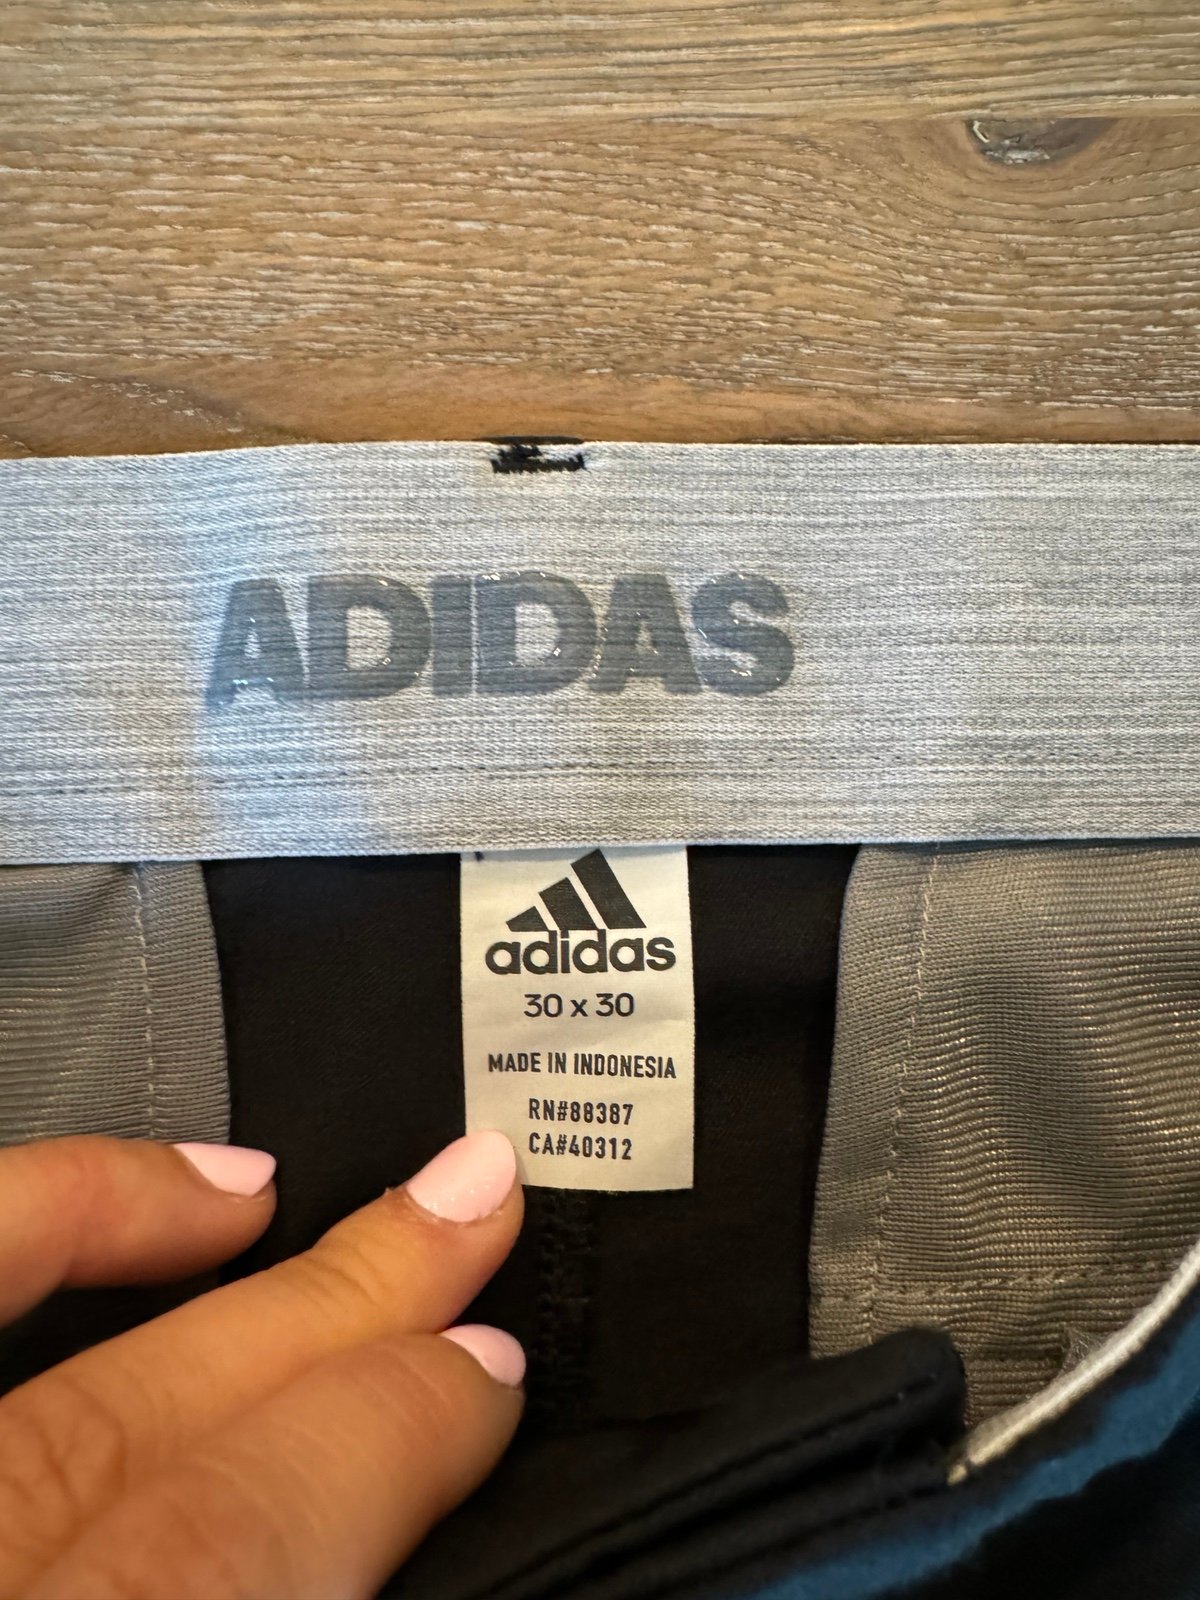 ADIDAS
adidas
30 x 30
MADE IN INDONESIA
RN#88387
CA#40312